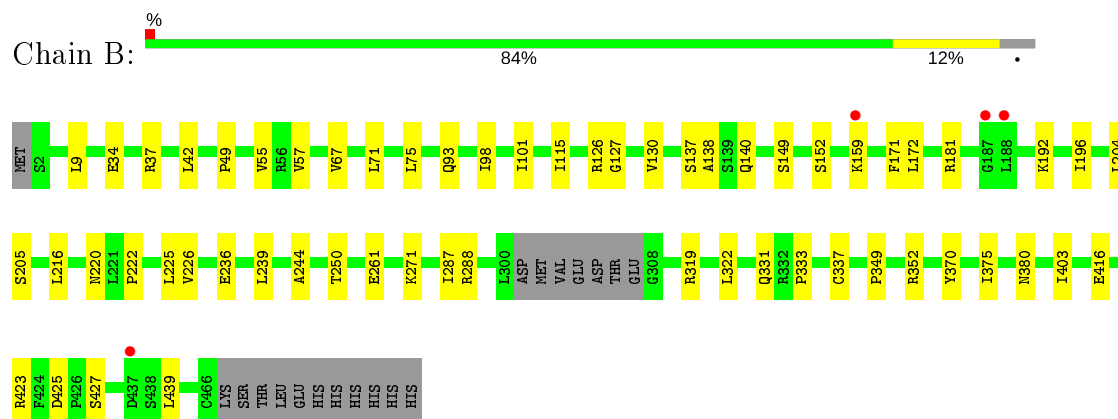 %
Chain B:
84% 12% •
MET S2 L9 E34 R37 L42 P49 V55 R56 V57 V67 L71 L75 Q93 I98 I101 I115 R126 G127 V130 S137 A138 S139 Q140 S149 S152 K159 F171 L172 R181 G187 L188 K192 I196
S205 L216 N220 L221 P222 L225 V226 E236 L239 A244 T250 E261 K271 I287 R288 L300 ASP MET VAL GLU ASP THR GLU G308 R319 L322 Q331 R332 P333 C337 P349 R352 Y370 I375 N380 I403 E416
R423 F424 D425 P426 S427 D437 S438 L439 C466 LYS SER THR LEU GLU HIS HIS HIS HIS HIS HIS